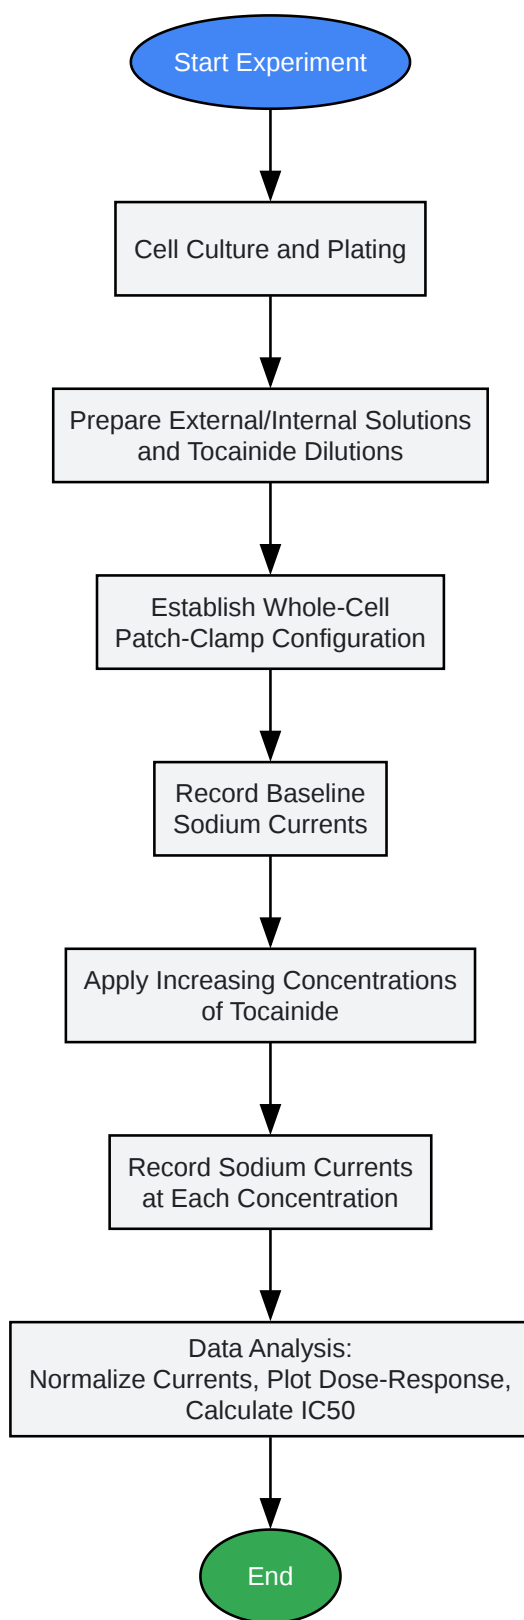 Start Experiment
Cell Culture and Plating
Prepare External/Internal Solutions
and Tocainide Dilutions
Establish Whole-Cell
Patch-Clamp Configuration
Record Baseline
Sodium Currents
Apply Increasing Concentrations
of Tocainide
Record Sodium Currents
at Each Concentration
Data Analysis:
Normalize Currents, Plot Dose-Response,
Calculate IC50
End